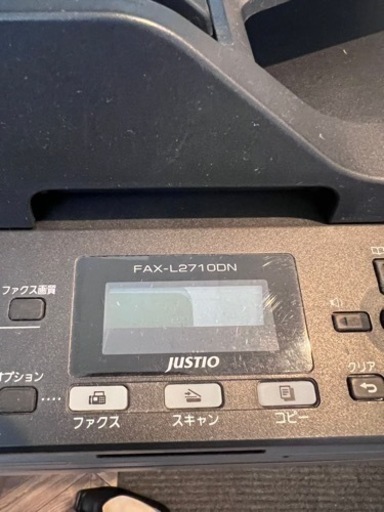 FAX-L2710DN
ファクス画質
JUSTIO
オプション
クリア
ファクス
スキャン
コピー